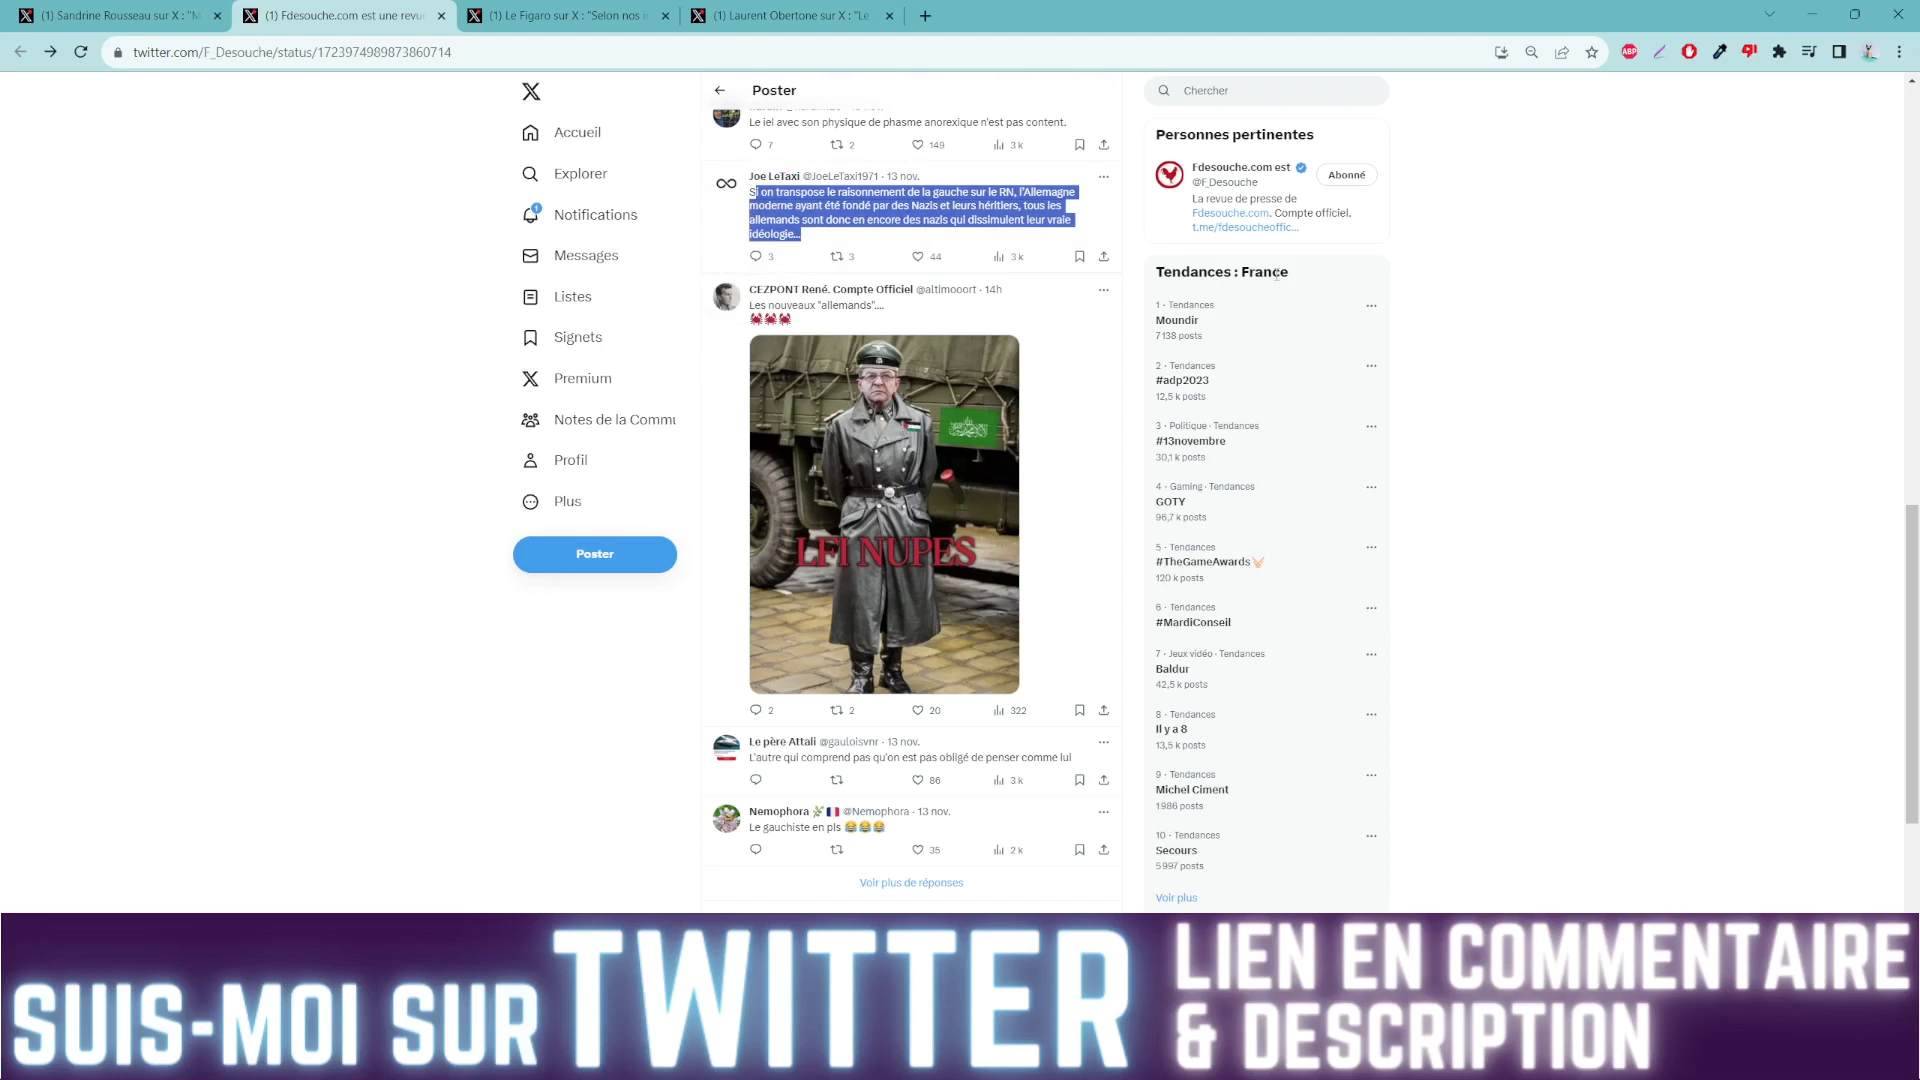 (1) Sandrine Rousseau sur X : "M
(1) Fdesouche.com est une revue
(1) Le Figaro sur X : "Selon nos i
(1) Laurent Obertone sur X : "Le
twitter.com/F_Desouche/status/1723974989873860714
ABP
Accueil
Explorer
1
Notifications
Messages
Listes
Signets
Premium
Notes de la Commu
Profil
Plus
Poster
Poster
Le iel avec son physique de phasme anorexique n'est pas content.
7 2 149 3 k
Joe LeTaxi @JoeLeTaxi1971 · 13 nov.
Si on transpose le raisonnement de la gauche sur le RN, l'Allemagne
moderne ayant été fondé par des Nazis et leurs héritiers, tous les
allemands sont donc en encore des nazis qui dissimulent leur vraie
idéologie...
3 3 44 3 k
CEZPONT René. Compte Officiel @altimooort · 14h
Les nouveaux "allemands"....
LFI NUPES
2 2 20 322
Le père Attali @gauloisvnr · 13 nov.
L'autre qui comprend pas qu'on est pas obligé de penser comme lui
86 3 k
Nemophora @Nemophora · 13 nov.
Le gauchiste en pls
35 2 k
Voir plus de réponses
Chercher
Personnes pertinentes
Fdesouche.com est
@F_Desouche
Abonné
La revue de presse de
Fdesouche.com. Compte officiel.
t.me/fdesoucheoffic...
Tendances : France
1 · Tendances
Moundir
7 138 posts
2 · Tendances
#adp2023
12,5 k posts
3 · Politique · Tendances
#13novembre
30,1 k posts
4 · Gaming · Tendances
GOTY
96,7 k posts
5 · Tendances
#TheGameAwards
120 k posts
6 · Tendances
#MardiConseil
7 · Jeux vidéo · Tendances
Baldur
42,5 k posts
8 · Tendances
Il y a 8
13,5 k posts
9 · Tendances
Michel Ciment
1 986 posts
10 · Tendances
Secours
5 997 posts
Voir plus
SUIS-MOI SUR TWITTER
LIEN EN COMMENTAIRE
& DESCRIPTION